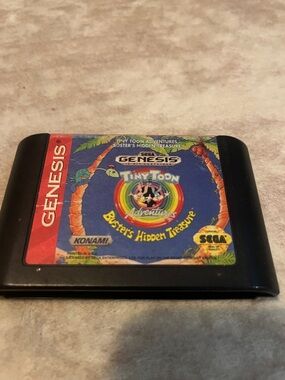 GENESIS
TINY TOON ADVENTURES
BUSTER'S HIDDEN TREASURE
SEGA
GENESIS
TINY TOON
Adventures
Buster's Hidden Treasure
KONAMI
SEGA